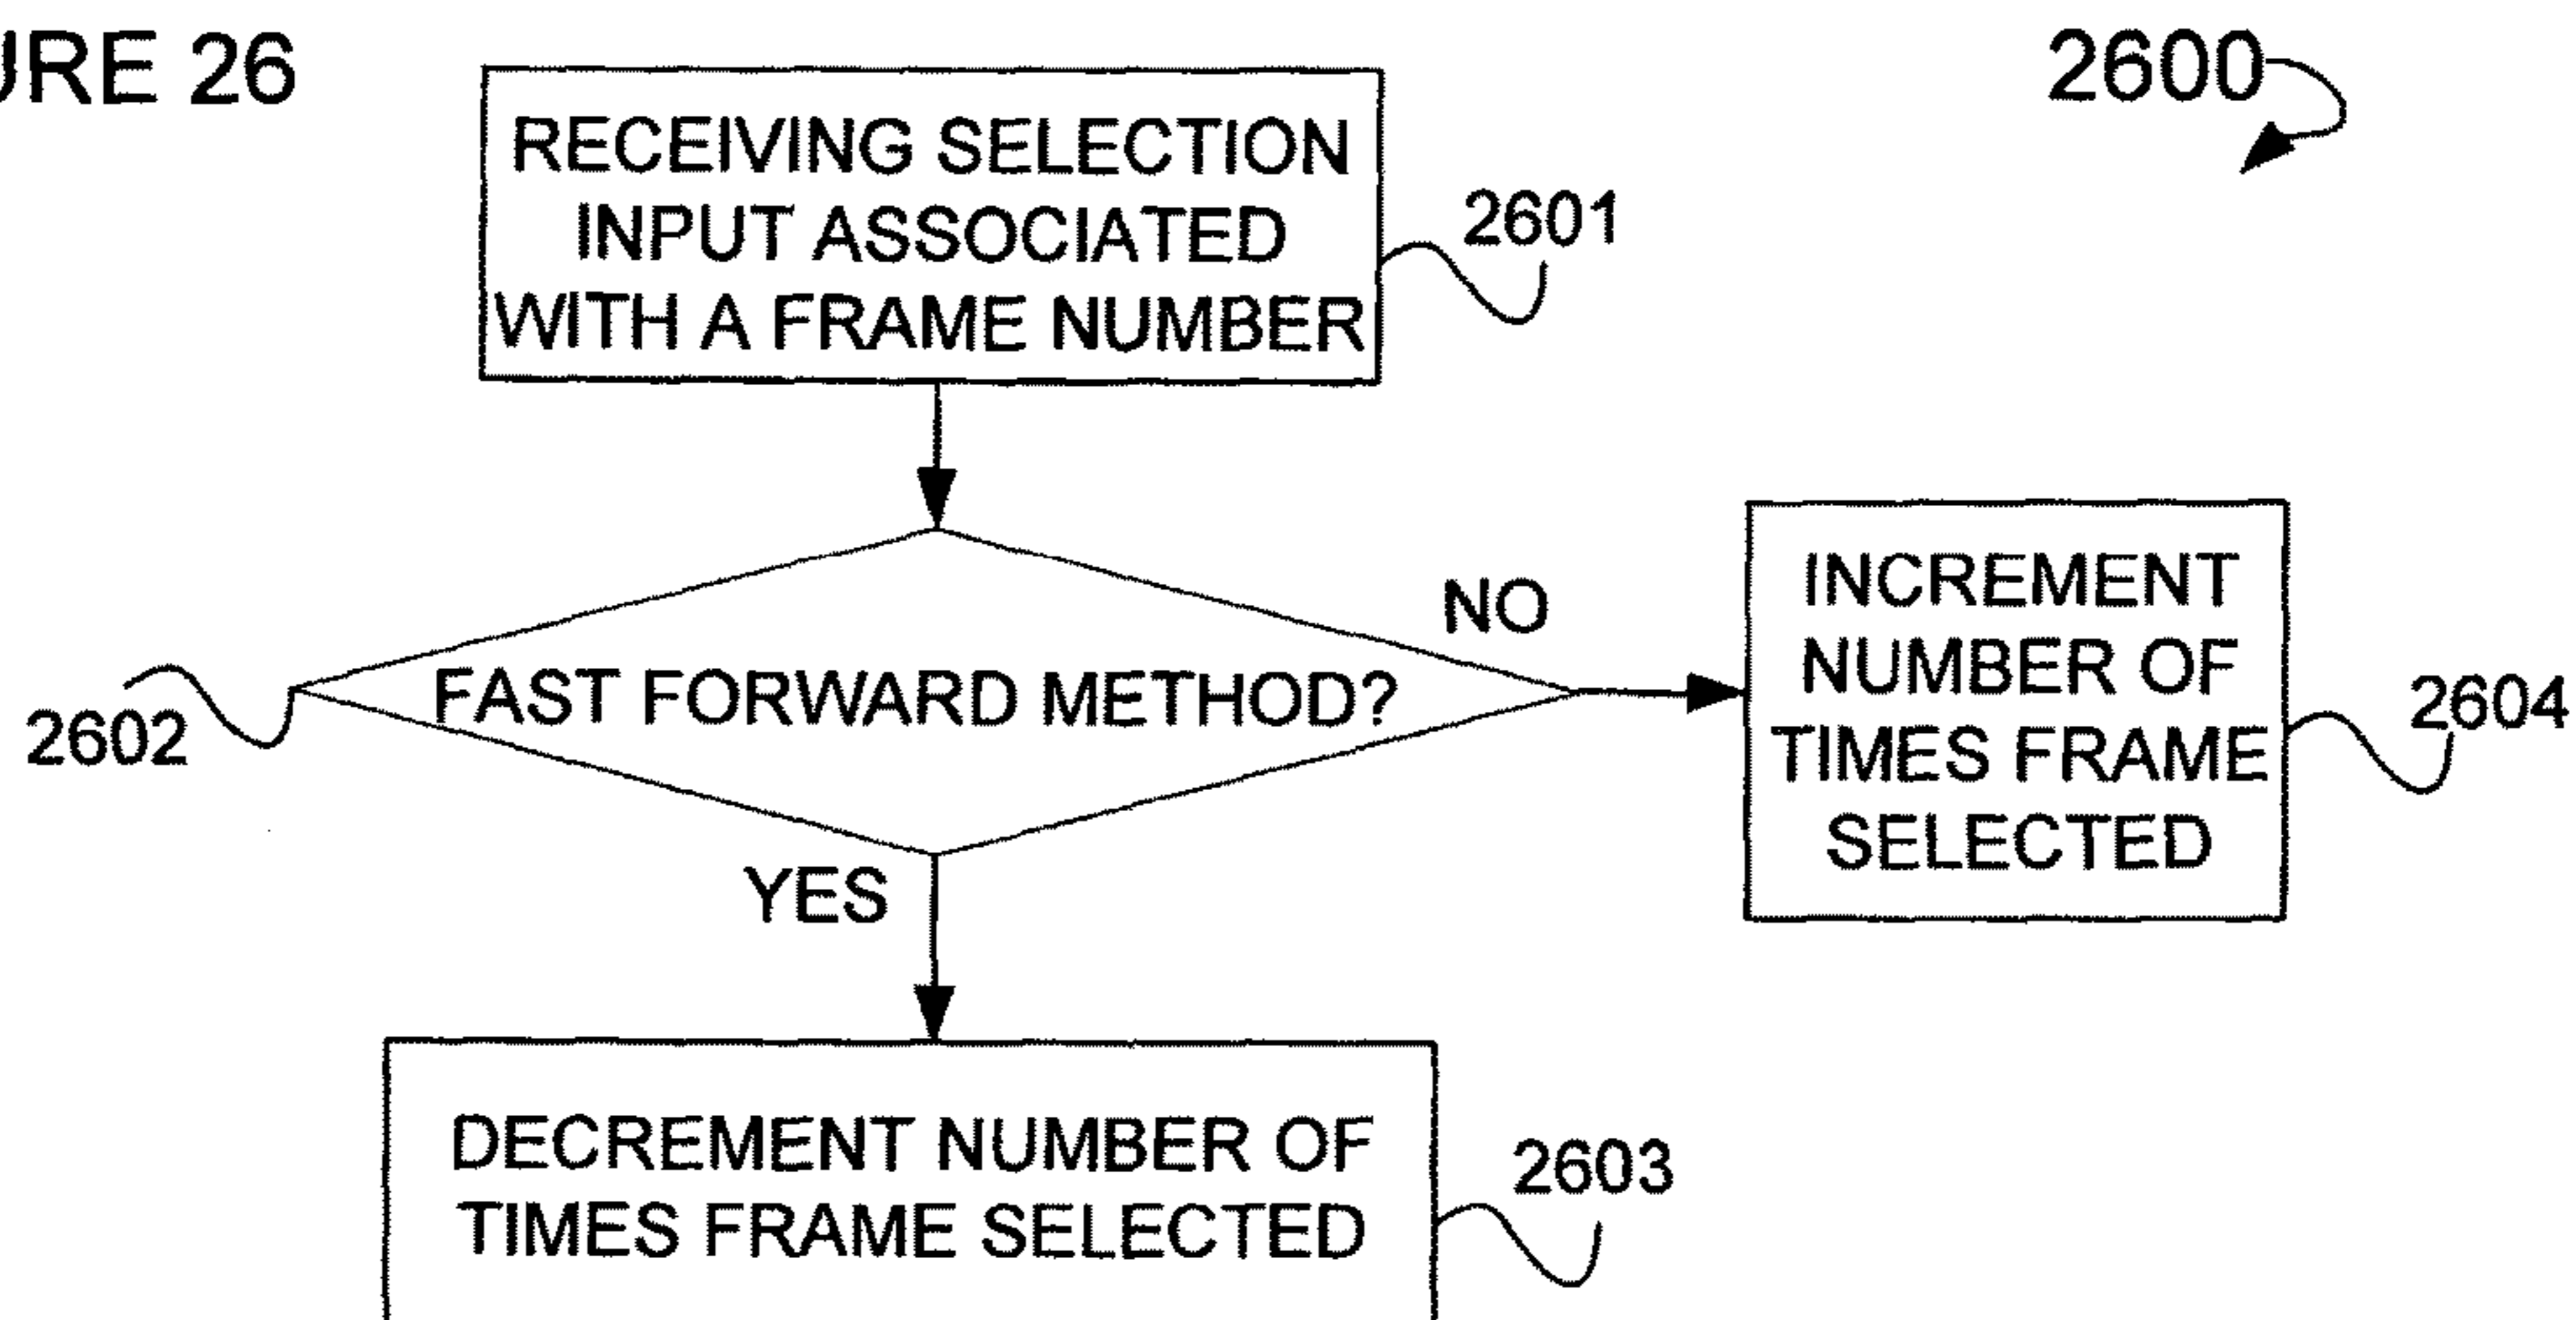 URE 26
2600
RECEIVING SELECTION
INPUT ASSOCIATED
WITH A FRAME NUMBER
2601
FAST FORWARD METHOD?
2602
NO
INCREMENT
NUMBER OF
TIMES FRAME
SELECTED
2604
YES
DECREMENT NUMBER OF
TIMES FRAME SELECTED
2603